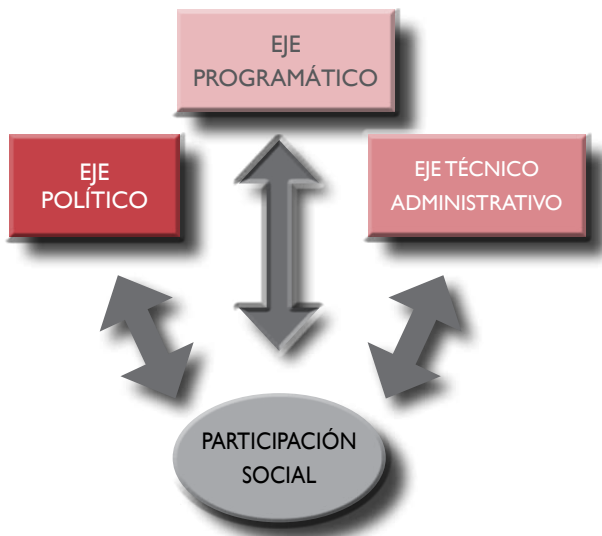 EJE
PROGRAMÁTICO
EJE
POLÍTICO
EJE TÉCNICO
ADMINISTRATIVO
PARTICIPACIÓN
SOCIAL